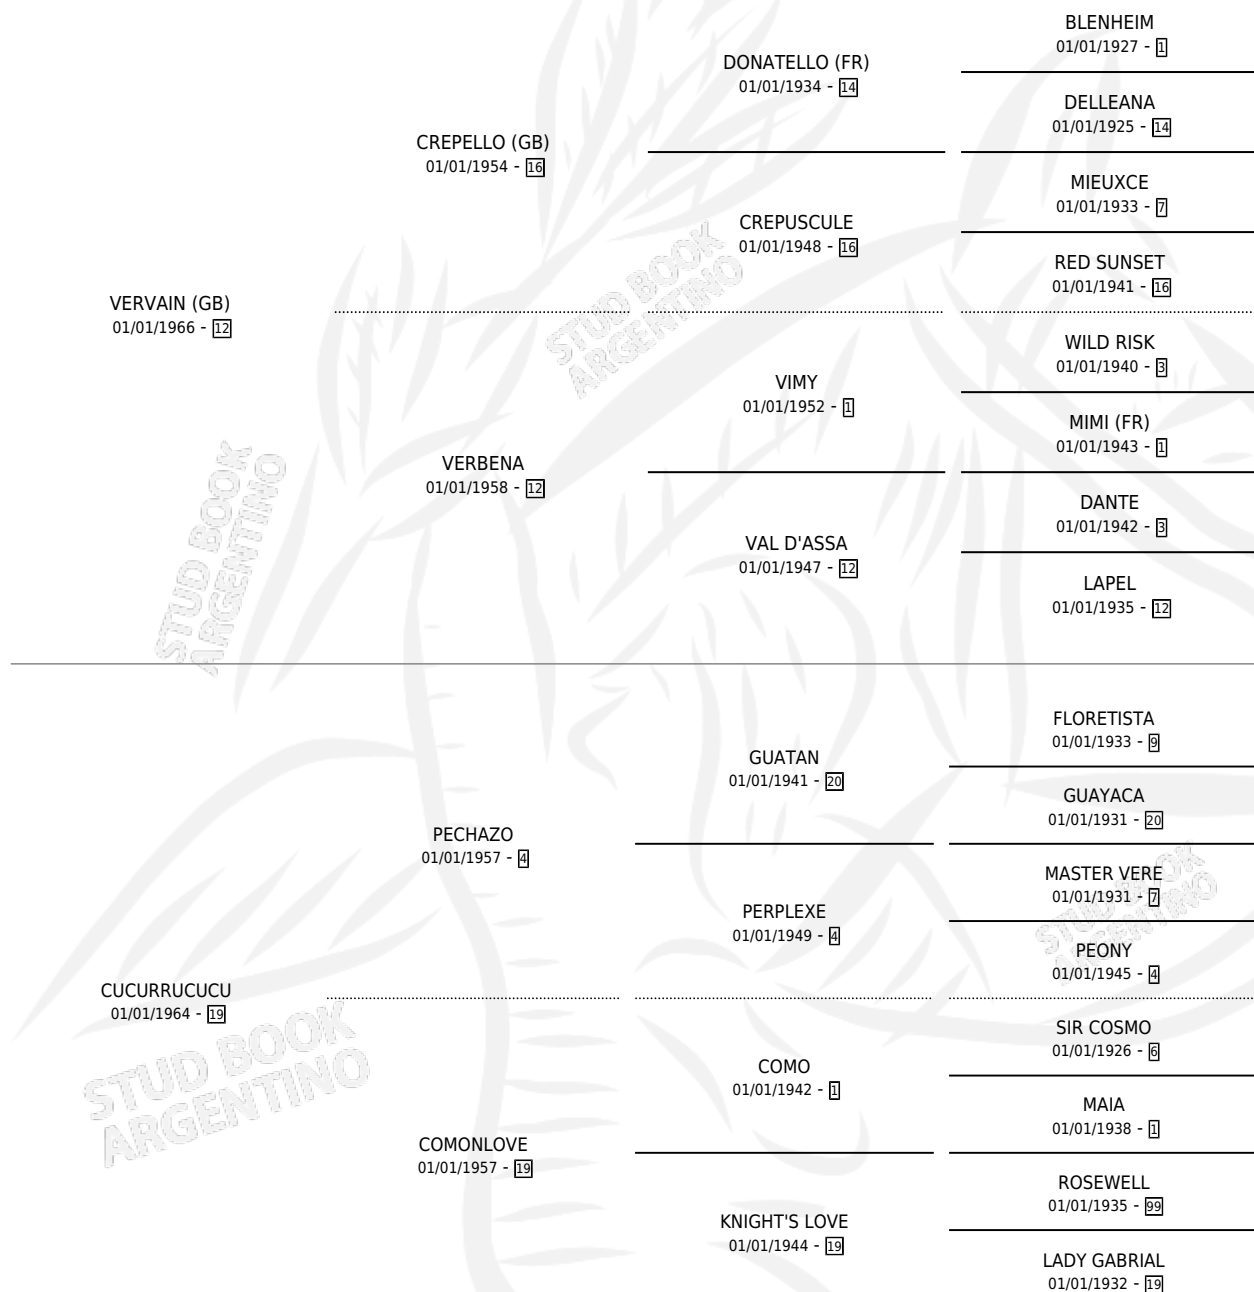 BLENHEIM
01/01/1927 - 1
DONATELLO (FR)
01/01/1934 - 14
DELLEANA
01/01/1925 - 14
CREPELLO (GB)
01/01/1954 - 16
MIEUXCE
01/01/1933 - 7
CREPUSCULE
01/01/1948 - 16
RED SUNSET
01/01/1941 - 16
VERVAIN (GB)
01/01/1966 - 12
WILD RISK
01/01/1940 - 3
VIMY
01/01/1952 - 1
MIMI (FR)
01/01/1943 - 1
VERBENA
01/01/1958 - 12
DANTE
01/01/1942 - 3
VAL D'ASSA
01/01/1947 - 12
LAPEL
01/01/1935 - 12
FLORETISTA
01/01/1933 - 9
GUATAN
01/01/1941 - 20
GUAYACA
01/01/1931 - 20
PECHAZO
01/01/1957 - 4
MASTER VERE
01/01/1931 - 7
PERPLEXE
01/01/1949 - 4
PEONY
01/01/1945 - 4
CUCURRUCUCU
01/01/1964 - 19
SIR COSMO
01/01/1926 - 6
COMO
01/01/1942 - 1
MAIA
01/01/1938 - 1
COMONLOVE
01/01/1957 - 19
ROSEWELL
01/01/1935 - 99
KNIGHT'S LOVE
01/01/1944 - 19
LADY GABRIAL
01/01/1932 - 19
STUD BOOK
ARGENTINO
STUD BOOK
ARGENTINO
STUD BOOK
ARGENTINO
STUD BOOK
ARGENTINO